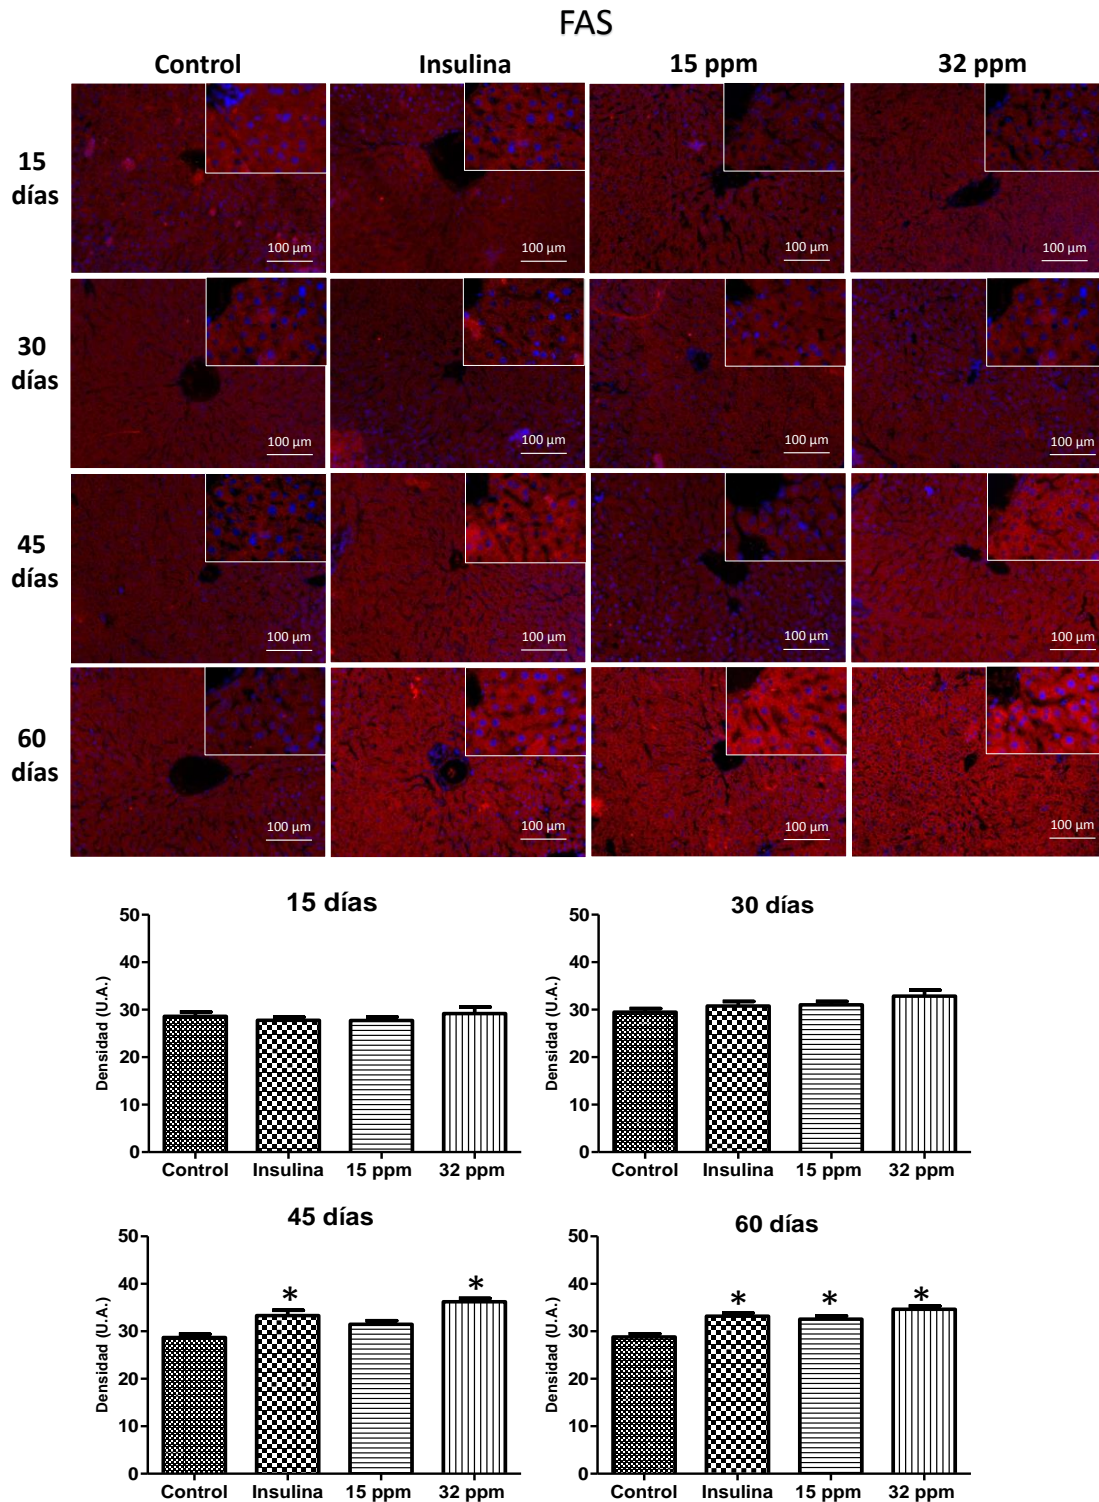 FAS
Control Insulina 15 ppm 32 ppm
15 días
100 µm 100 µm 100 µm 100 µm
30 días
100 µm 100 µm 100 µm 100 µm
45 días
100 µm 100 µm 100 µm 100 µm
60 días
100 µm 100 µm 100 µm 100 µm
15 días
Densidad (U.A.)
50
40
30
20
10
0
Control Insulina 15 ppm 32 ppm
30 días
Densidad (U.A.)
50
40
30
20
10
0
Control Insulina 15 ppm 32 ppm
45 días
Densidad (U.A.)
50
40
30
20
10
0
* *
Control Insulina 15 ppm 32 ppm
60 días
Densidad (U.A.)
50
40
30
20
10
0
* * *
Control Insulina 15 ppm 32 ppm